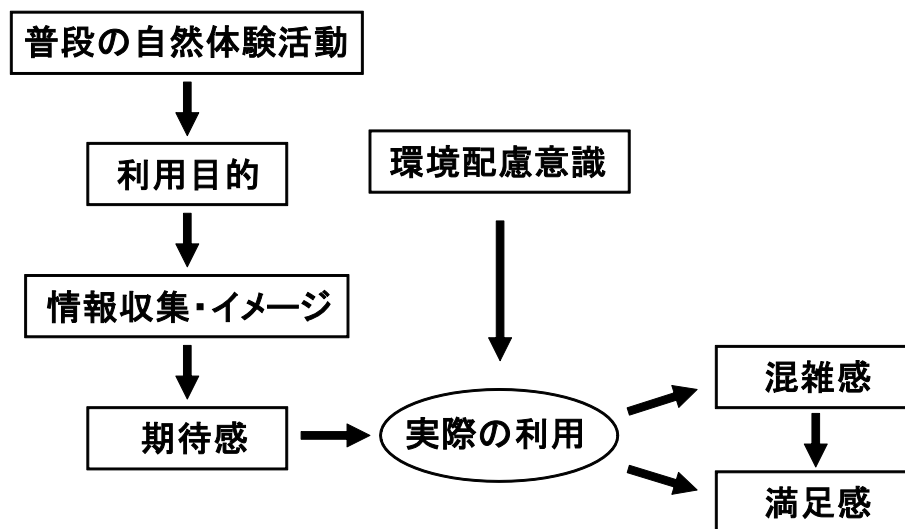 普段の自然体験活動
利用目的
環境配慮意識
情報収集・イメージ
期待感
実際の利用
混雑感
満足感